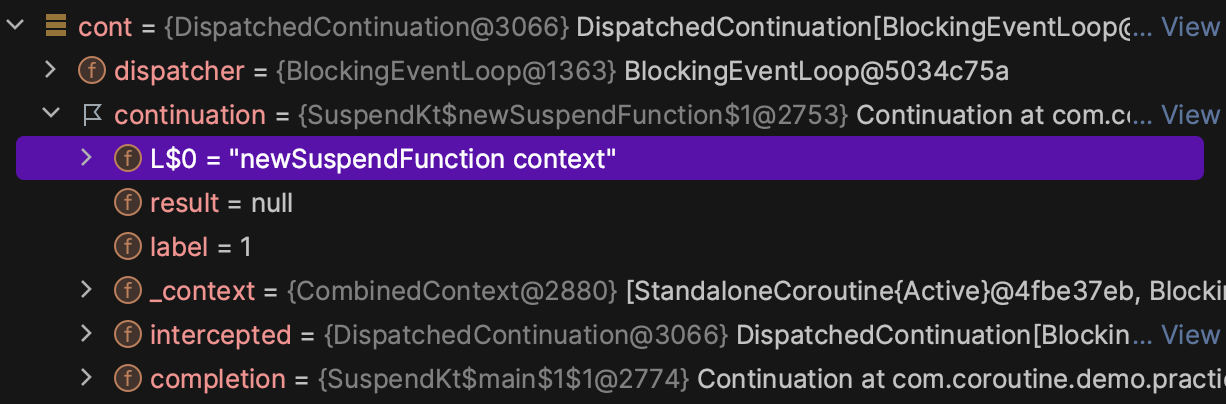 cont = {DispatchedContinuation@3066} DispatchedContinuation[BlockingEventLoop@... View
f dispatcher = {BlockingEventLoop@1363} BlockingEventLoop@5034c75a
continuation = {SuspendKt$newSuspendFunction$1@2753} Continuation at com.c... View
f L$0 = "newSuspendFunction context"
f result = null
f label = 1
f _context = {CombinedContext@2880} [StandaloneCoroutine{Active}@4fbe37eb, Blocki
f intercepted = {DispatchedContinuation@3066} DispatchedContinuation[Blockin... View
f completion = {SuspendKt$main$1$1@2774} Continuation at com.coroutine.demo.practi